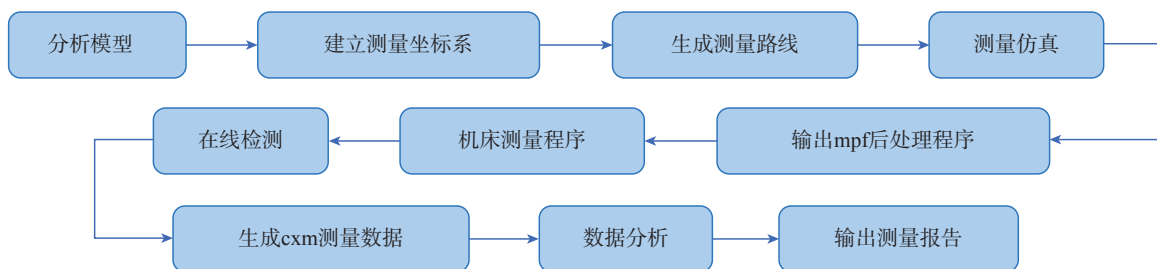 分析模型
建立测量坐标系
生成测量路线
测量仿真
输出mpf后处理程序
机床测量程序
在线检测
生成cxm测量数据
数据分析
输出测量报告